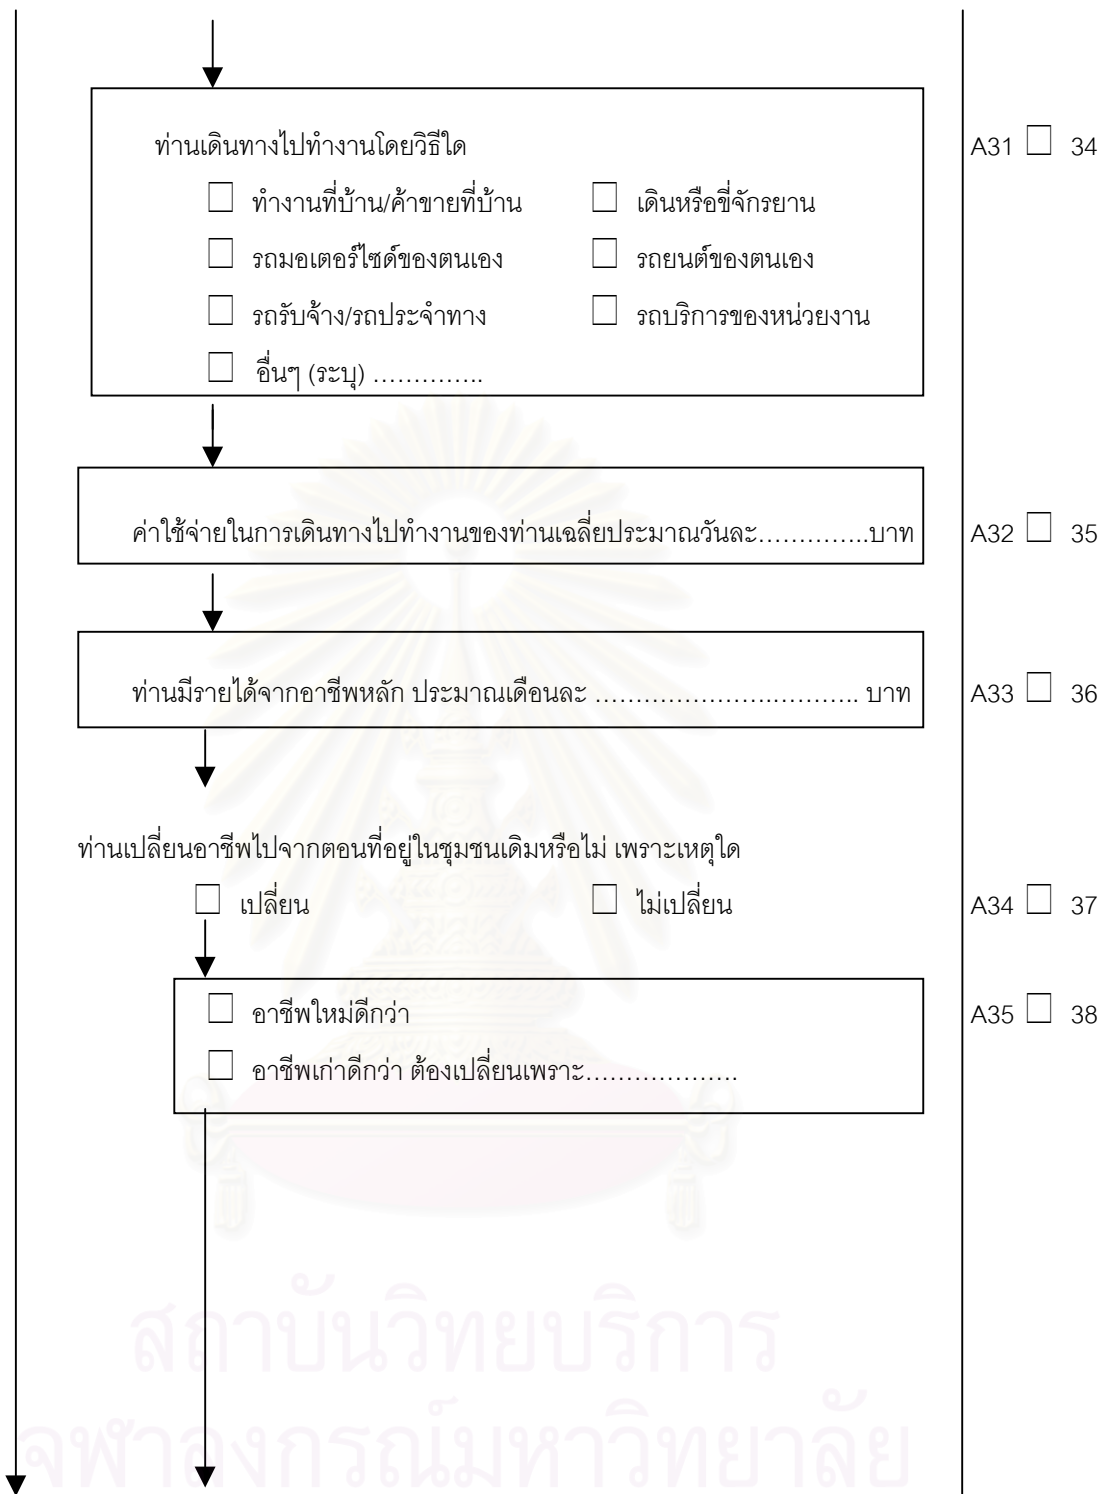 ท่านเดินทางไปทำงานโดยวิธีใด A31 34
ทำงานที่บ้าน/ค้าขายที่บ้าน เดินหรือขี่จักรยาน
รถมอเตอร์ไซด์ของตนเอง รถยนต์ของตนเอง
รถรับจ้าง/รถประจำทาง รถบริการของหน่วยงาน
อื่นๆ (ระบุ) …………..
ค่าใช้จ่ายในการเดินทางไปทำงานของท่านเฉลี่ยประมาณวันละ…………..บาท A32 35
ท่านมีรายได้จากอาชีพหลัก ประมาณเดือนละ ………………….……….. บาท A33 36
ท่านเปลี่ยนอาชีพไปจากตอนที่อยู่ในชุมชนเดิมหรือไม่ เพราะเหตุใด
เปลี่ยน ไม่เปลี่ยน A34 37
อาชีพใหม่ดีกว่า A35 38
อาชีพเก่าดีกว่า ต้องเปลี่ยนเพราะ……………….
สถาบันวิทยบริการ
จุฬาลงกรณ์มหาวิทยาลัย